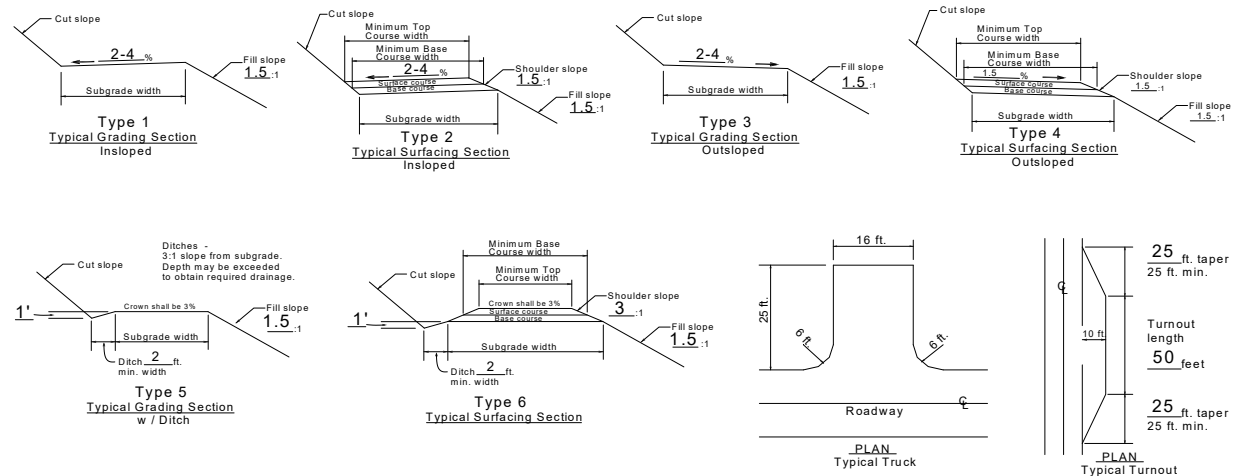 Cut slope
2-4 %
Fill slope
1.5 :1
Subgrade width
Type 1
Typical Grading Section
Insloped
Cut slope
Minimum Top
Course width
Minimum Base
Course width
2-4 %
Surface course
Base course
Shoulder slope
1.5 :1
Fill slope
1.5 :1
Subgrade width
Type 2
Typical Surfacing Section
Insloped
Cut slope
2-4 %
Fill slope
1.5 :1
Subgrade width
Type 3
Typical Grading Section
Outsloped
Cut slope
Minimum Top
Course width
Minimum Base
Course width
1.5 %
Surface course
Base course
Shoulder slope
1.5 :1
Fill slope
1.5 :1
Subgrade width
Type 4
Typical Surfacing Section
Outsloped
Ditches -
3:1 slope from subgrade.
Depth may be exceeded
to obtain required drainage.
Cut slope
1'
Crown shall be 3%
Fill slope
1.5 :1
Subgrade width
Ditch 2 ft.
min. width
Type 5
Typical Grading Section
w / Ditch
Cut slope
Minimum Base
Course width
Minimum Top
Course width
1'
Crown shall be 3%
Surface course
Base course
Shoulder slope
3 :1
Fill slope
1.5 :1
Subgrade width
Ditch 2 ft.
min. width
Type 6
Typical Surfacing Section
16 ft.
25 ft.
6 ft.
6 ft.
Roadway
℄
PLAN
Typical Truck
℄
25 ft. taper
25 ft. min.
10 ft.
Turnout
length
50 feet
25 ft. taper
25 ft. min.
PLAN
Typical Turnout